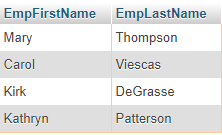 EmpFirstName EmpLastName
Mary Thompson
Carol Viescas
Kirk DeGrasse
Kathryn Patterson